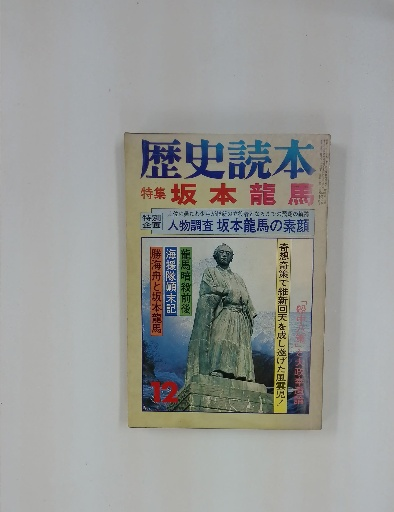 歴史読本
特集 坂本龍馬
特別企画
人物調査 坂本龍馬の素顔
奇想奇策で維新回天を成し遂げた風雲児!
龍馬暗殺前後
海援隊顛末記
勝海舟と坂本龍馬
12